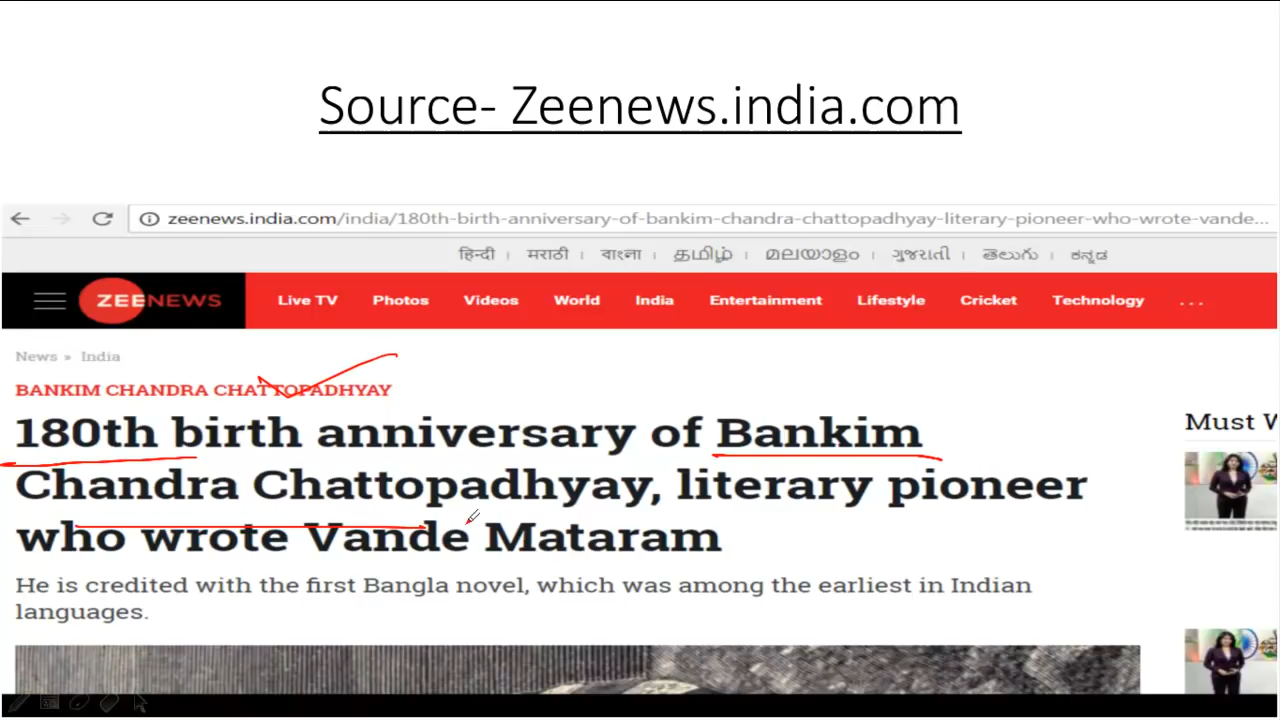 Source- Zeenews.india.com
zeenews.india.com/india/180th-birth-anniversary-of-bankim-chandra-chattopadhyay-literary-pioneer-who-wrote-vande...
हिन्दी | मराठी | বাংলা | தமிழ் | മലയാളം | ગુજરાતી | తెలుగు | ಕನ್ನಡ
ZEENEWS Live TV Photos Videos World India Entertainment Lifestyle Cricket Technology ...
News » India
BANKIM CHANDRA CHATTOPADHYAY
180th birth anniversary of Bankim
Chandra Chattopadhyay, literary pioneer
who wrote Vande Mataram
He is credited with the first Bangla novel, which was among the earliest in Indian
languages.
Must W